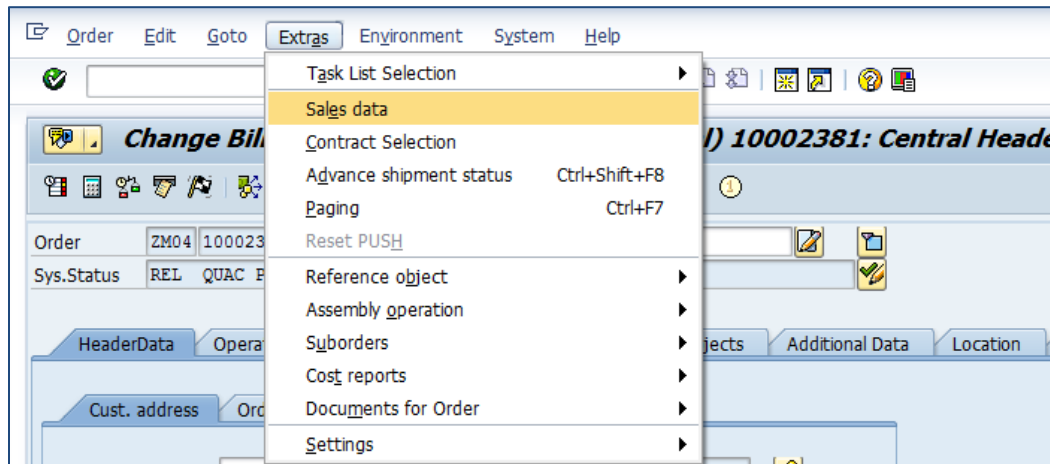 Order Edit Goto Extras Environment System Help
Task List Selection
Sales data
Change Bil l) 10002381: Central Heade
Contract Selection
Advance shipment status Ctrl+Shift+F8
Paging Ctrl+F7
Order ZM04 100023 Reset PUSH
Sys.Status REL QUAC P Reference object
Assembly operation
HeaderData Opera Suborders jects Additional Data Location
Cost reports
Cust. address Ord Documents for Order
Settings